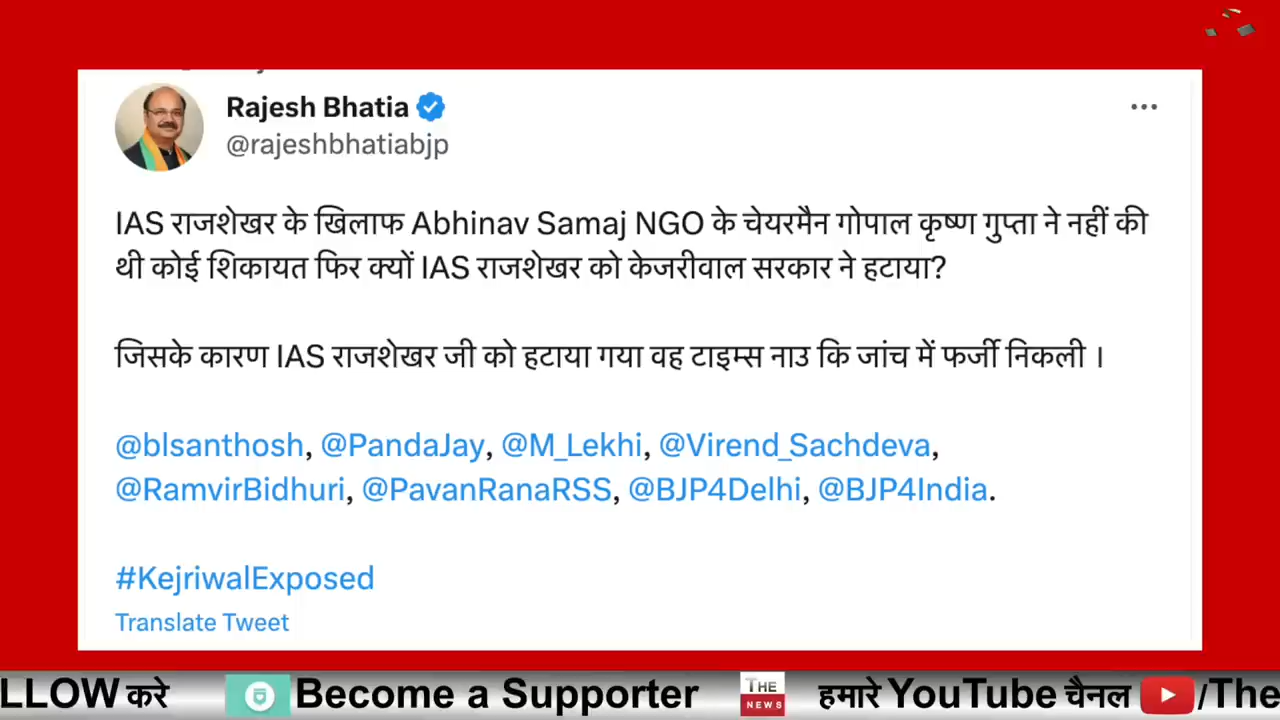 Rajesh Bhatia
@rajeshbhatiabjp
IAS राजशेखर के खिलाफ Abhinav Samaj NGO के चेयरमैन गोपाल कृष्ण गुप्ता ने नहीं की
थी कोई शिकायत फिर क्यों IAS राजशेखर को केजरीवाल सरकार ने हटाया?
जिसके कारण IAS राजशेखर जी को हटाया गया वह टाइम्स नाउ कि जांच में फर्जी निकली ।
@blsanthosh, @PandaJay, @M_Lekhi, @Virend_Sachdeva,
@RamvirBidhuri, @PavanRanaRSS, @BJP4Delhi, @BJP4India.
#KejriwalExposed
Translate Tweet
LLOW करे Become a Supporter THE NEWS हमारे YouTube चैनल /The